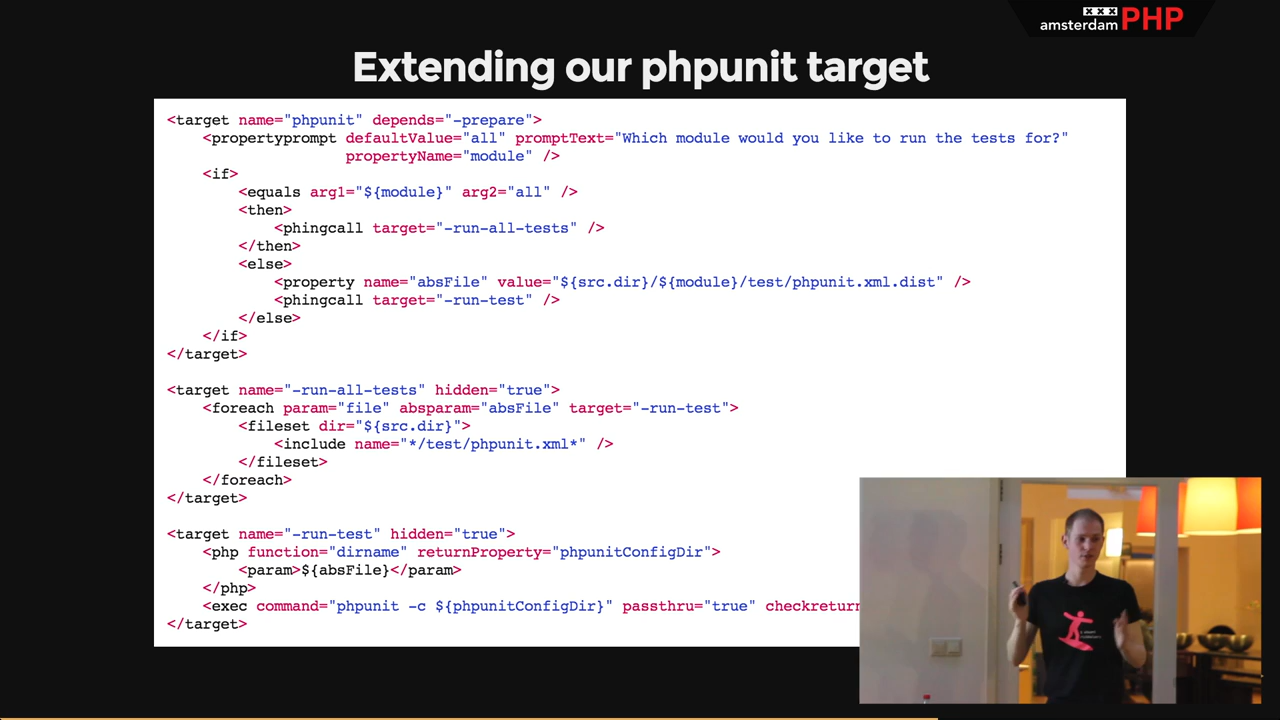 xxx
amsterdamPHP
Extending our phpunit target
<target name="phpunit" depends="-prepare">
    <propertyprompt defaultValue="all" promptText="Which module would you like to run the tests for?"
                    propertyName="module" />
    <if>
        <equals arg1="${module}" arg2="all" />
        <then>
            <phingcall target="-run-all-tests" />
        </then>
        <else>
            <property name="absFile" value="${src.dir}/${module}/test/phpunit.xml.dist" />
            <phingcall target="-run-test" />
        </else>
    </if>
</target>
<target name="-run-all-tests" hidden="true">
    <foreach param="file" absparam="absFile" target="-run-test">
        <fileset dir="${src.dir}">
            <include name="*/test/phpunit.xml*" />
        </fileset>
    </foreach>
</target>
<target name="-run-test" hidden="true">
    <php function="dirname" returnProperty="phpunitConfigDir">
        <param>${absFile}</param>
    </php>
    <exec command="phpunit -c ${phpunitConfigDir}" passthru="true" checkreturn
</target>